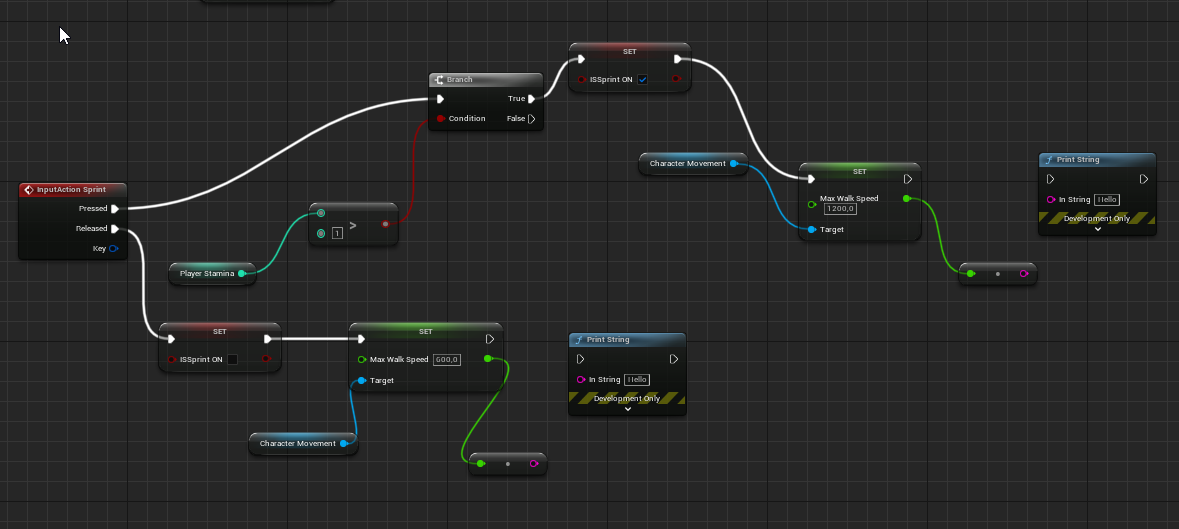 SET
ISSprint ON
Branch
True
Condition
False
Character Movement
SET
Max Walk Speed
1200,0
Target
Print String
In String
Hello
Development Only
InputAction Sprint
Pressed
Released
Key
>
1
Player Stamina
SET
ISSprint ON
SET
Max Walk Speed
600,0
Target
Print String
In String
Hello
Development Only
Character Movement